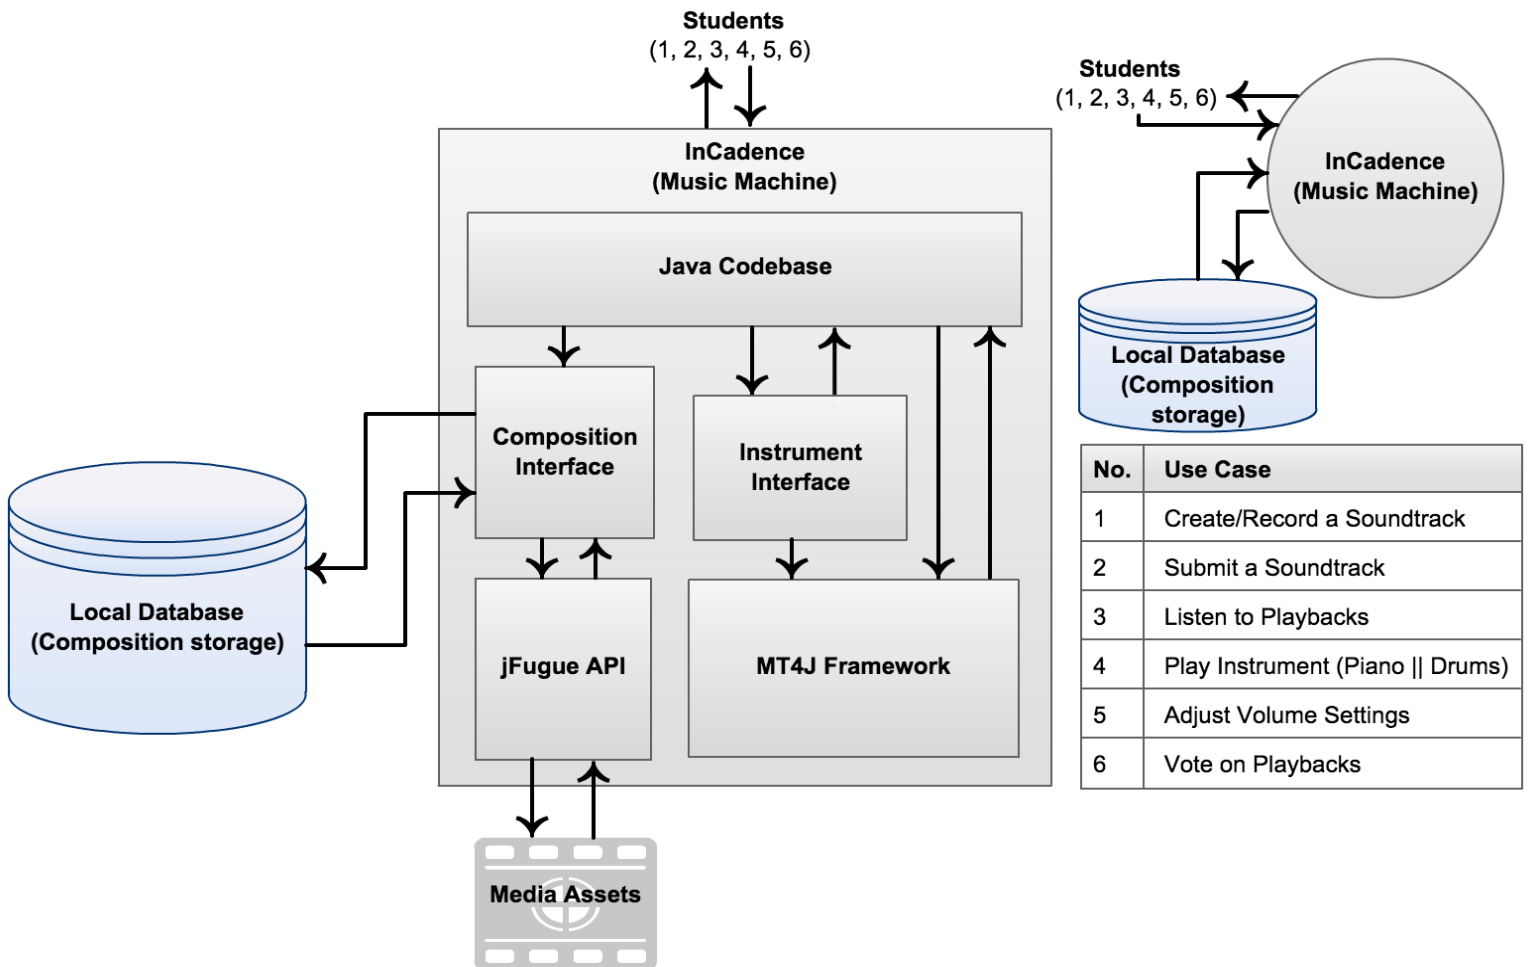 Students
(1, 2, 3, 4, 5, 6)
InCadence
(Music Machine)
Java Codebase
Composition
Interface
Instrument
Interface
Local Database
(Composition storage)
jFugue API
MT4J Framework
Media Assets
Students
(1, 2, 3, 4, 5, 6)
InCadence
(Music Machine)
Local Database
(Composition
storage)
No. Use Case
1 Create/Record a Soundtrack
2 Submit a Soundtrack
3 Listen to Playbacks
4 Play Instrument (Piano || Drums)
5 Adjust Volume Settings
6 Vote on Playbacks